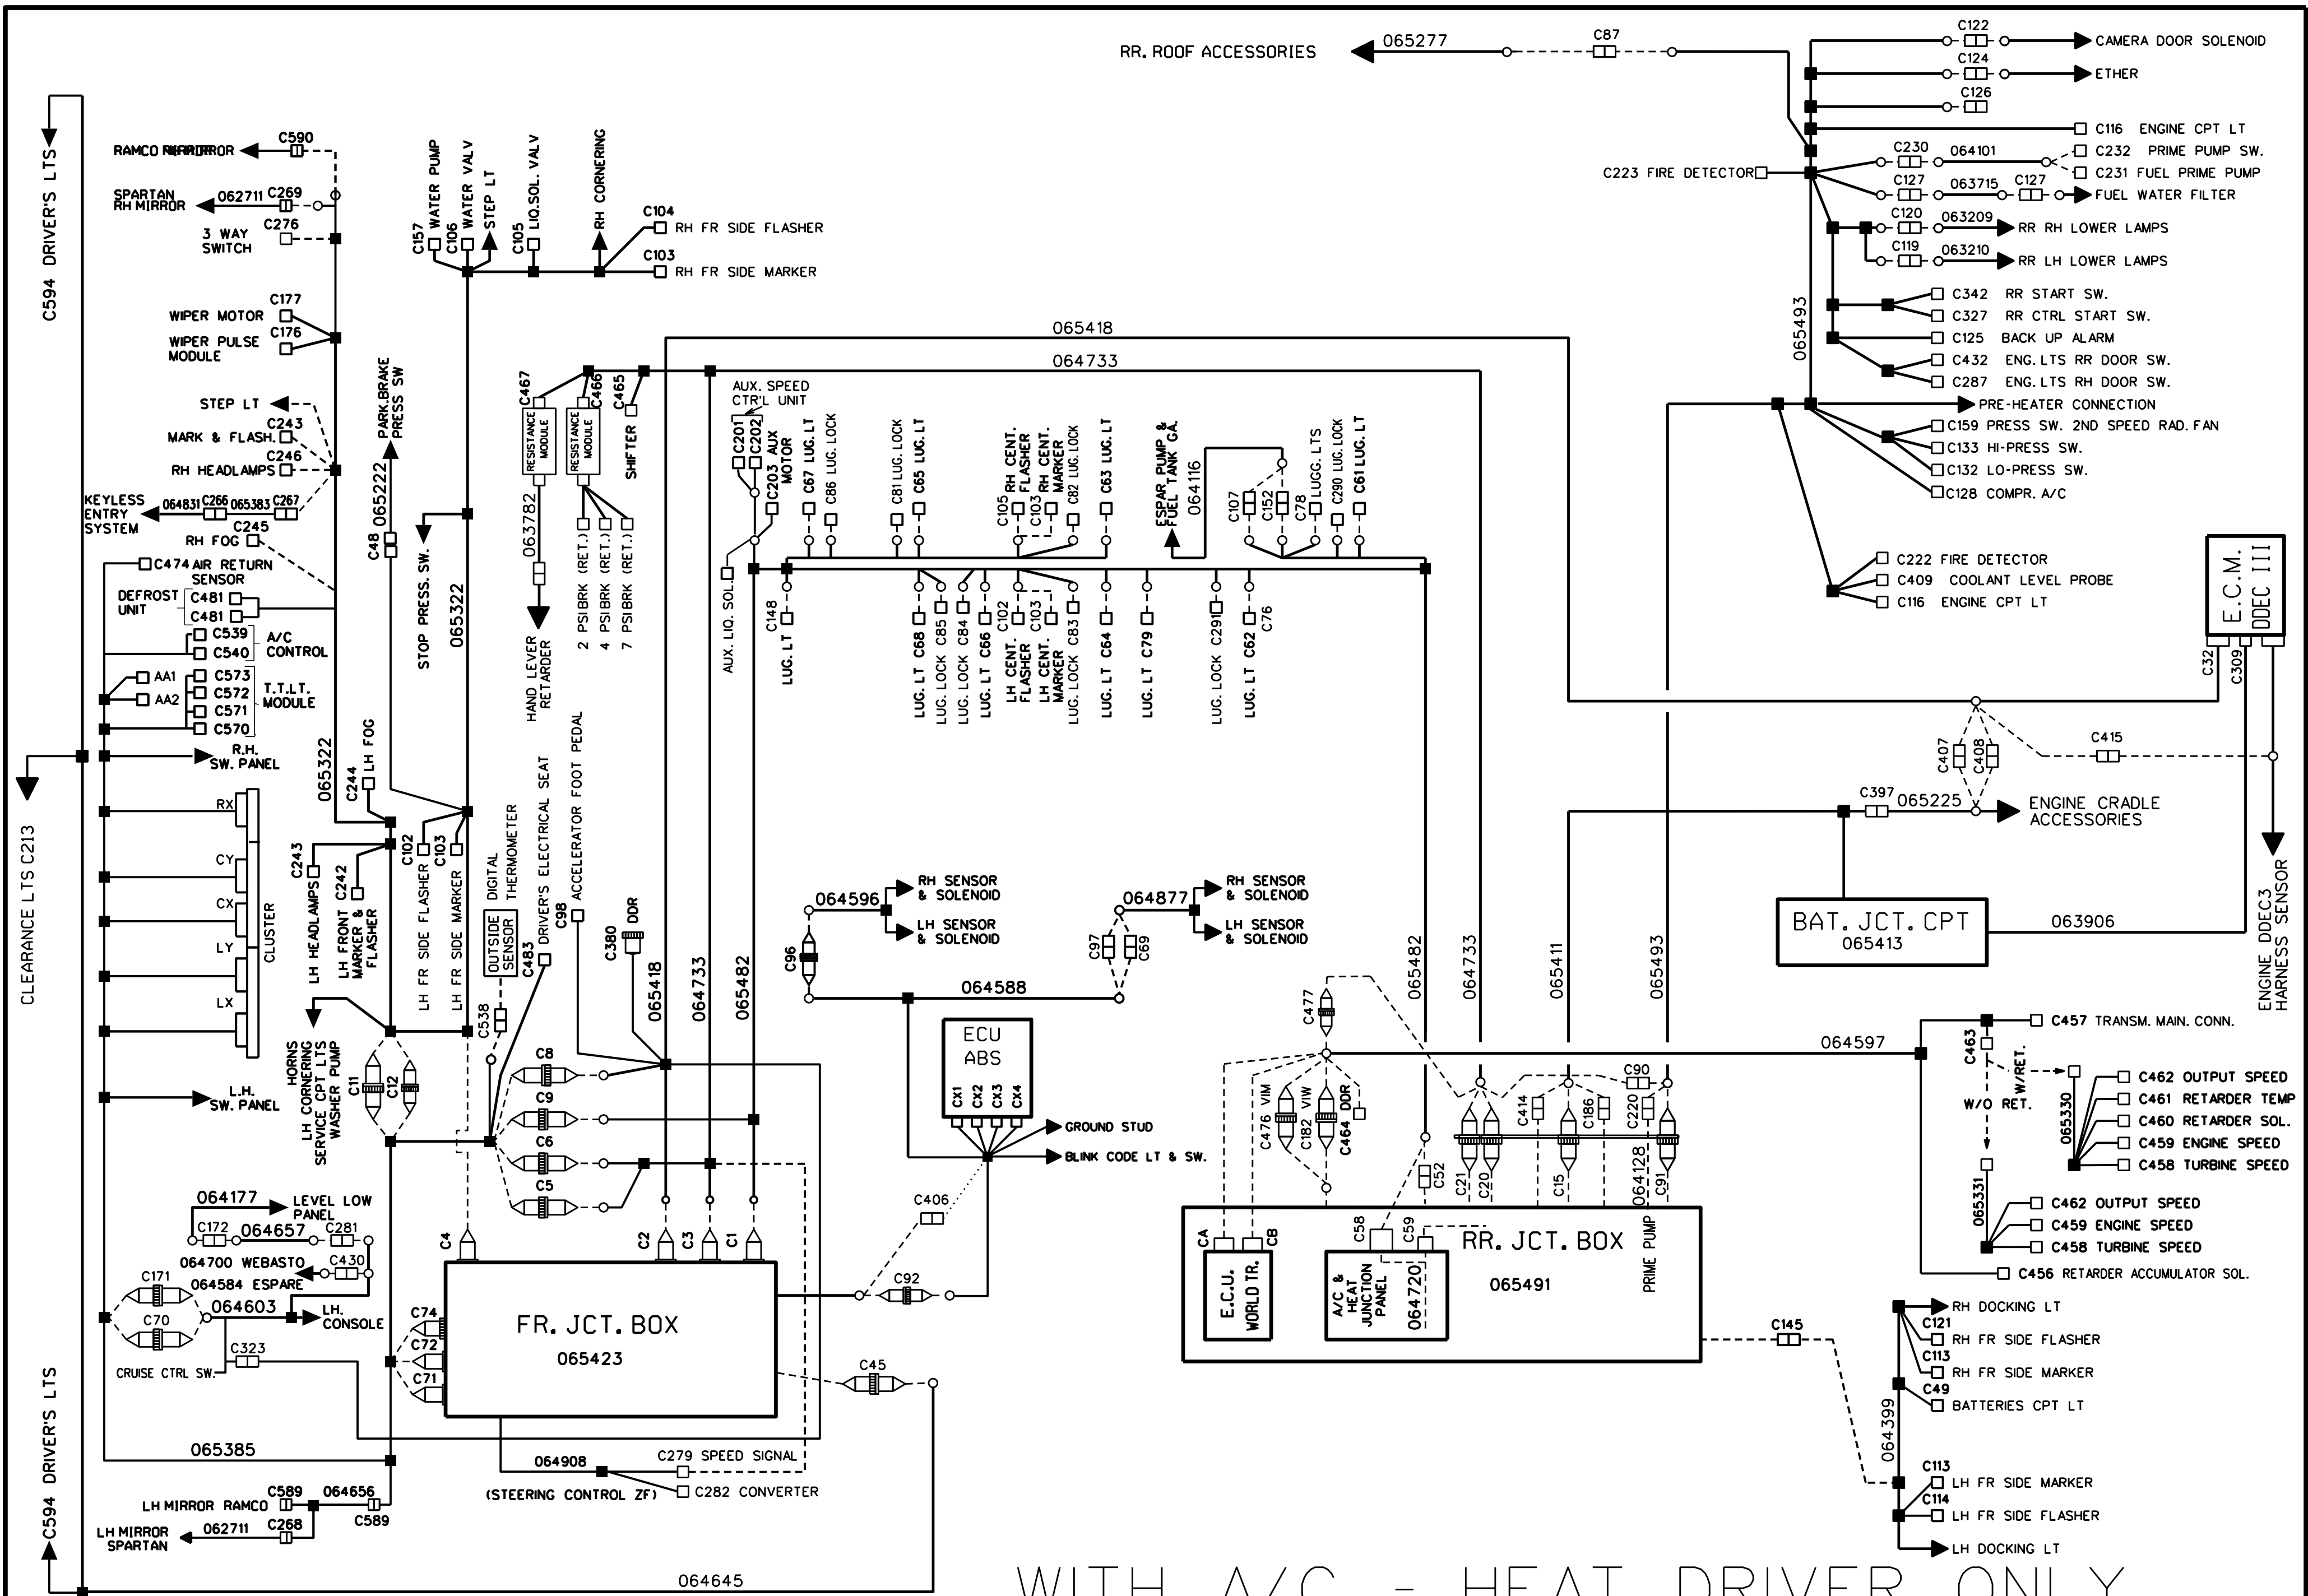 RR. ROOF ACCESSORIES
065277
C87
C122
CAMERA DOOR SOLENOID
C124
ETHER
C126
C116 ENGINE CPT LT
C223 FIRE DETECTOR
C230
064101
C232 PRIME PUMP SW.
C231 FUEL PRIME PUMP
C127
063715
C127
FUEL WATER FILTER
C120
063209
RR RH LOWER LAMPS
C119
063210
RR LH LOWER LAMPS
C342 RR START SW.
C327 RR CTRL START SW.
C125 BACK UP ALARM
C432 ENG. LTS RR DOOR SW.
C287 ENG. LTS RH DOOR SW.
065493
PRE-HEATER CONNECTION
C159 PRESS SW. 2ND SPEED RAD. FAN
C133 HI-PRESS SW.
C132 LO-PRESS SW.
C128 COMPR. A/C
C222 FIRE DETECTOR
C409 COOLANT LEVEL PROBE
C116 ENGINE CPT LT
E.C.M.
DDEC III
C32
C309
C407
C408
C415
C397
065225
ENGINE CRADLE
ACCESSORIES
BAT. JCT. CPT
065413
063906
ENGINE DDEC3
HARNESS SENSOR
C594 DRIVER'S LTS
RAMCO
C590
SPARTAN
RH MIRROR
062711
C269
3 WAY
SWITCH
C276
C177
WIPER MOTOR
C176
WIPER PULSE
MODULE
STEP LT
C243
MARK & FLASH.
C246
RH HEADLAMPS
KEYLESS
ENTRY
SYSTEM
064831
C266
065383
C267
C245
RH FOG
C474 AIR RETURN
SENSOR
DEFROST
UNIT
C481
C481
C539
C540
A/C
CONTROL
AA1
AA2
C573
C572
C571
C570
T.T.LT.
MODULE
R.H.
SW. PANEL
065322
CLEARANCE LTS C213
RX
CY
CX
LY
LX
CLUSTER
L.H.
SW. PANEL
C157
WATER PUMP
C106
WATER VALV
STEP LT
C105
LIQ.SOL. VALV
RH CORNERING
C104
RH FR SIDE FLASHER
C103
RH FR SIDE MARKER
PARK.BRAKE
PRESS SW
065222
C48
STOP PRESS. SW.
065322
C244
LH FOG
C243
LH HEADLAMPS
C242
LH FRONT
MARKER &
FLASHER
C102
LH FR SIDE FLASHER
C103
LH FR SIDE MARKER
HORNS
LH CORNERING
SERVICE CPT LTS
WASHER PUMP
C11
C12
065418
064733
C467
RESISTANCE
MODULE
C466
RESISTANCE
MODULE
C465
SHIFTER
063782
HAND LEVER
RETARDER
2 PSI BRK (RET.)
4 PSI BRK (RET.)
7 PSI BRK (RET.)
AUX. SPEED
CTR'L UNIT
C201
C202
C203 AUX
MOTOR
AUX. LIQ. SOL.
C148
LUG. LT
C67 LUG. LT
C86 LUG. LOCK
C81 LUG. LOCK
C65 LUG. LT
C105
RH CENT.
FLASHER
C103
RH CENT.
MARKER
C82 LUG. LOCK
C63 LUG. LT
ESPAR PUMP &
FUEL TANK GA.
064116
C107
C152
C78
LUGG. LTS
C290 LUG. LOCK
C61 LUG. LT
LUG. LT C68
LUG. LOCK C85
LUG. LOCK C84
LUG. LT C66
LH CENT.
FLASHER
C102
LH CENT.
MARKER
C103
LUG. LOCK C83
LUG. LT C64
LUG. LT C79
LUG. LOCK C291
LUG. LT C62
C76
DIGITAL
THERMOMETER
OUTSIDE
SENSOR
C538
C483
DRIVER'S ELECTRICAL SEAT
C98
ACCELERATOR FOOT PEDAL
C380
DDR
065418
064733
065482
C8
C9
C6
C5
C4
C2
C3
C1
064596
RH SENSOR
& SOLENOID
LH SENSOR
& SOLENOID
C96
064877
RH SENSOR
& SOLENOID
LH SENSOR
& SOLENOID
C97
C69
064588
ECU
ABS
CX1
CX2
CX3
CX4
GROUND STUD
BLINK CODE LT & SW.
C406
C92
C45
065482
064733
065411
065493
C477
C476 VIM
C182 VIW
C464 DDR
C52
C21
C20
C414
C15
C186
C220
064128
C90
C91
PRIME PUMP
064597
CA
CB
E.C.U.
WORLD TR.
C58
C59
A/C &
HEAT
JUNCTION
PANEL
064720
RR. JCT. BOX
065491
C463
C457 TRANSM. MAIN. CONN.
W/RET.
W/O RET.
065330
C462 OUTPUT SPEED
C461 RETARDER TEMP
C460 RETARDER SOL.
C459 ENGINE SPEED
C458 TURBINE SPEED
065331
C462 OUTPUT SPEED
C459 ENGINE SPEED
C458 TURBINE SPEED
C456 RETARDER ACCUMULATOR SOL.
C145
RH DOCKING LT
C121
RH FR SIDE FLASHER
C113
RH FR SIDE MARKER
C49
BATTERIES CPT LT
064399
C113
LH FR SIDE MARKER
C114
LH FR SIDE FLASHER
LH DOCKING LT
064177
LEVEL LOW
PANEL
C172
064657
C281
064700 WEBASTO
C430
064584 ESPARE
C171
064603
LH.
CONSOLE
C70
C323
CRUISE CTRL SW.
C74
C72
C71
FR. JCT. BOX
065423
065385
064908
C279 SPEED SIGNAL
C282 CONVERTER
(STEERING CONTROL ZF)
C594 DRIVER'S LTS
LH MIRROR RAMCO
C589
064656
C589
LH MIRROR
SPARTAN
062711
C268
064645
WITH A/C - HEAT DRIVER ONLY